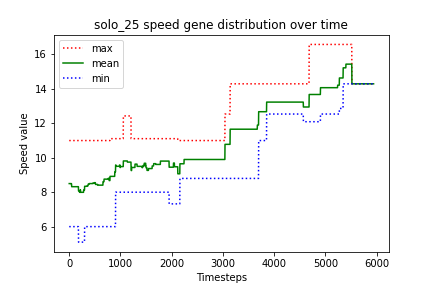 solo_25 speed gene distribution over time
max
mean
min
Speed value
16
14
12
10
8
6
0 1000 2000 3000 4000 5000 6000
Timesteps